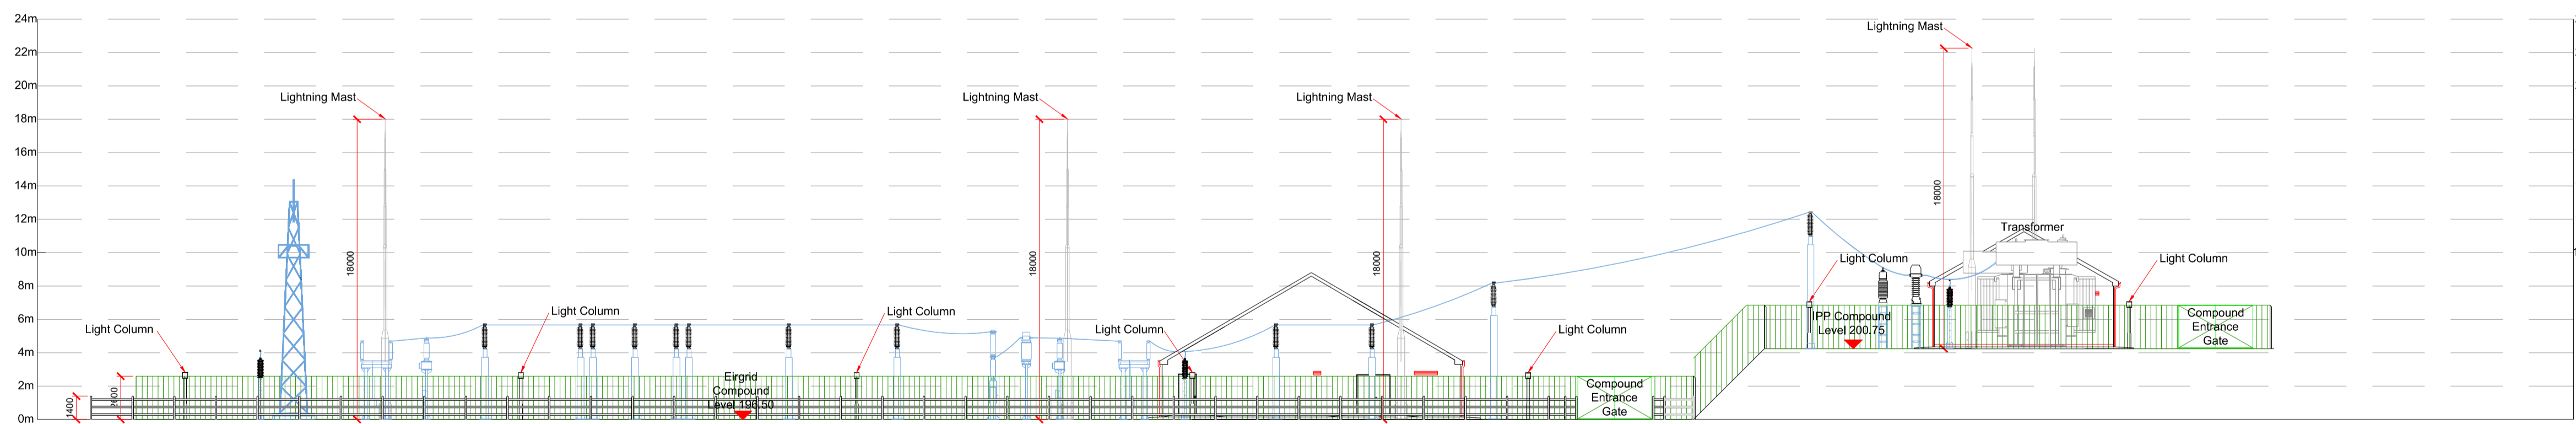 24m
22m
20m
18m
16m
14m
12m
10m
8m
6m
4m
2m
0m
Lightning Mast
Lightning Mast
Lightning Mast
Lightning Mast
18000
18000
18000
18000
Transformer
Light Column
Light Column
Light Column
Light Column
Light Column
Light Column
Light Column
IPP Compound
Level 200.75
Compound
Entrance
Gate
Eirgrid
Compound
Level 196.50
Compound
Entrance
Gate
1400
2600